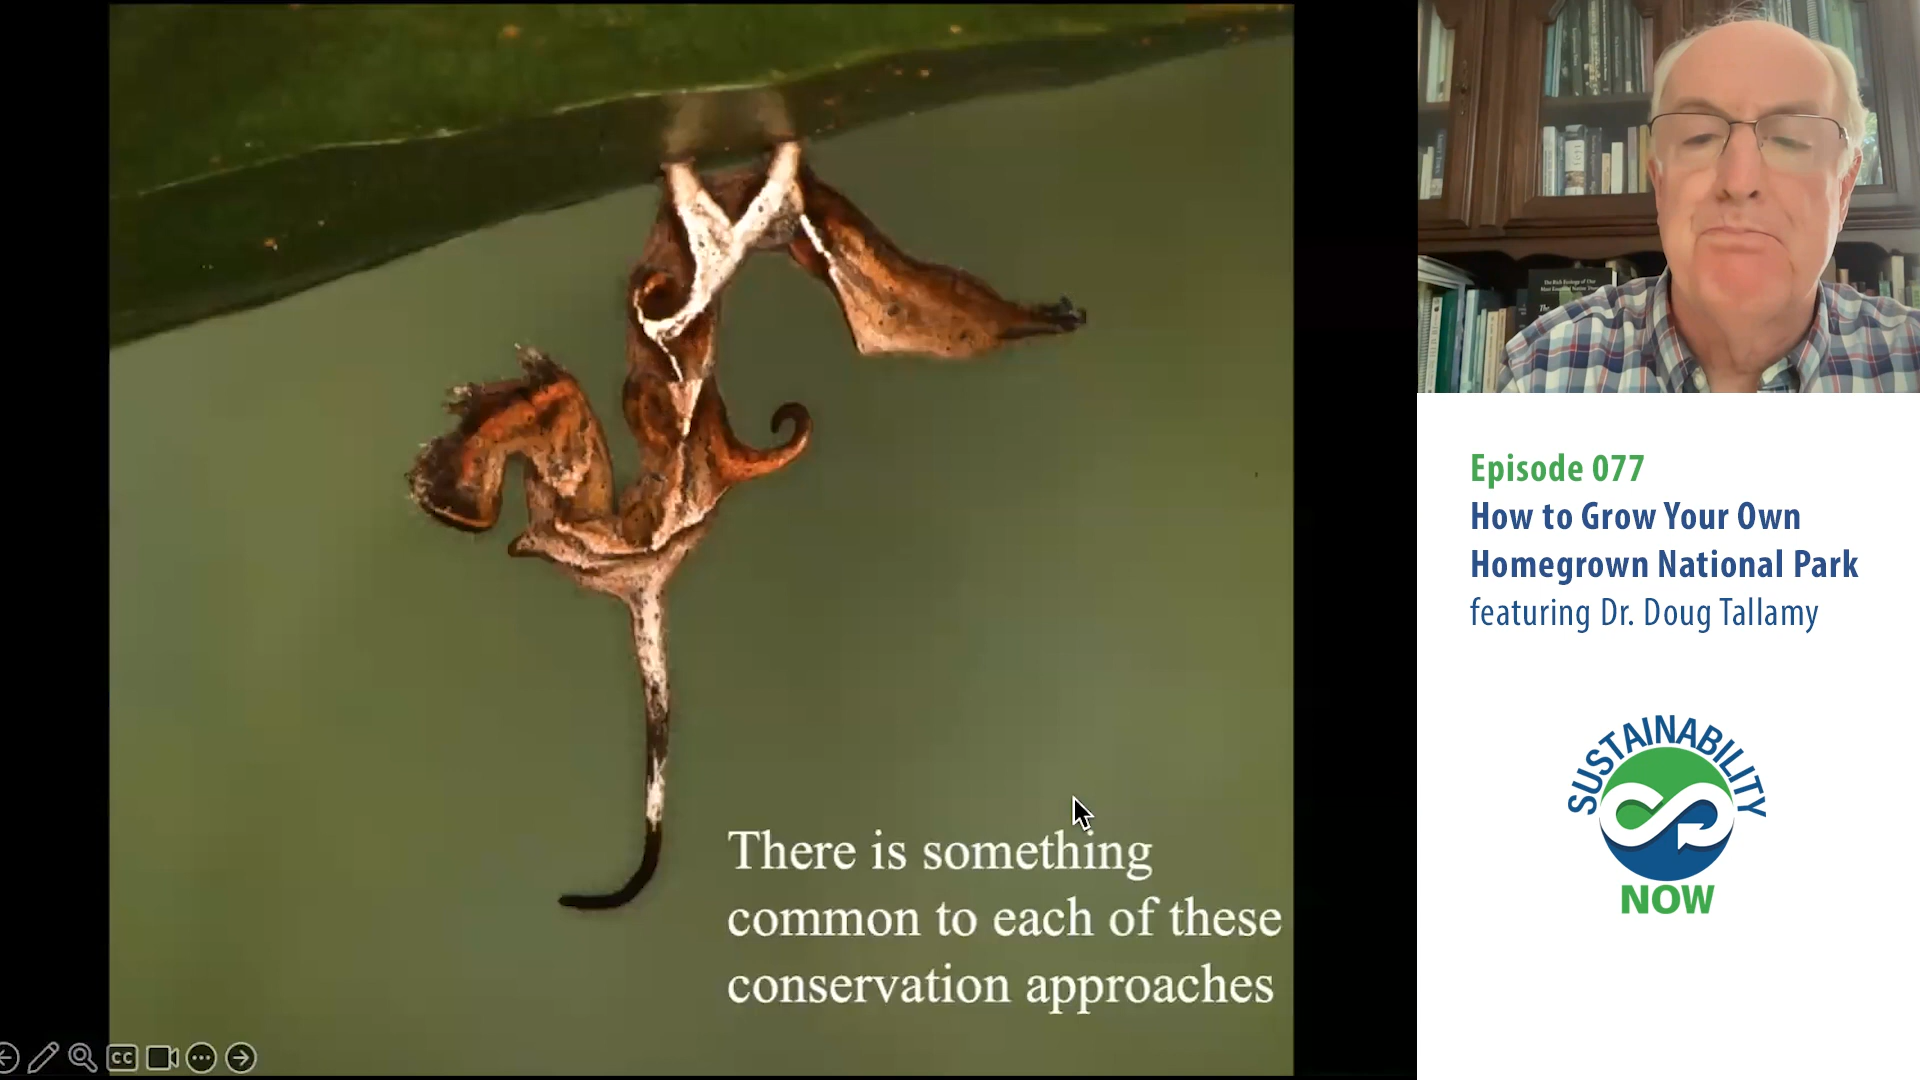 There is something
common to each of these
conservation approaches
CC
Episode 077
How to Grow Your Own
Homegrown National Park
featuring Dr. Doug Tallamy
SUSTAINABILITY
NOW